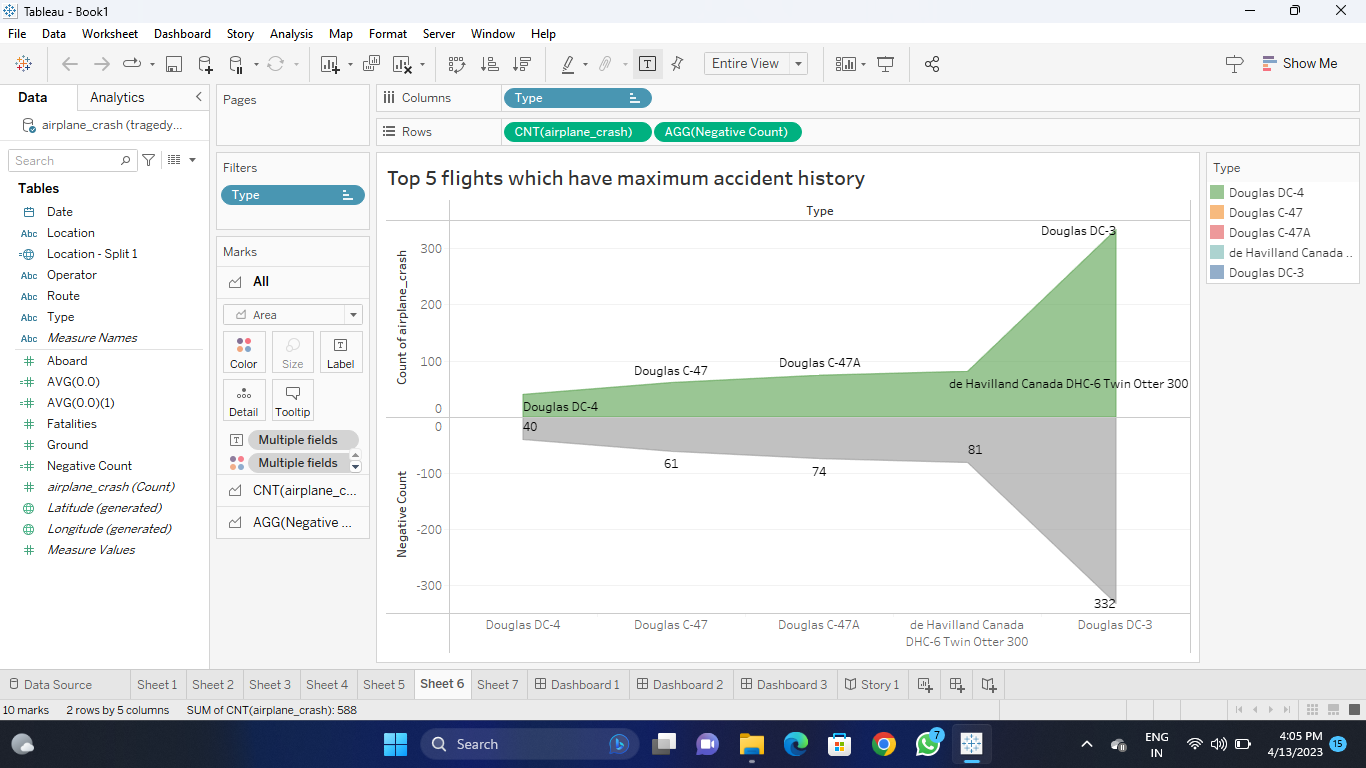 Tableau - Book1
File Data Worksheet Dashboard Story Analysis Map Format Server Window Help
Entire View
Show Me
Data Analytics
airplane_crash (tragedy...
Search
Tables
Date
Abc Location
Location - Split 1
Abc Operator
Abc Route
Abc Type
Abc Measure Names
Aboard
AVG(0.0)
AVG(0.0)(1)
Fatalities
Ground
Negative Count
airplane_crash (Count)
Latitude (generated)
Longitude (generated)
Measure Values
Pages
Filters
Type
Marks
All
Area
Color Size Label
Detail Tooltip
Multiple fields
Multiple fields
CNT(airplane_c...
AGG(Negative ...
Columns Type
Rows CNT(airplane_crash) AGG(Negative Count)
Top 5 flights which have maximum accident history
Type
Count of airplane_crash
300
200
100
0
Douglas DC-3
Douglas C-47
Douglas C-47A
de Havilland Canada DHC-6 Twin Otter 300
Douglas DC-4
Negative Count
0
-100
-200
-300
40
61
74
81
332
Douglas DC-4
Douglas C-47
Douglas C-47A
de Havilland Canada
DHC-6 Twin Otter 300
Douglas DC-3
Type
Douglas DC-4
Douglas C-47
Douglas C-47A
de Havilland Canada ..
Douglas DC-3
Data Source Sheet 1 Sheet 2 Sheet 3 Sheet 4 Sheet 5 Sheet 6 Sheet 7 Dashboard 1 Dashboard 2 Dashboard 3 Story 1
10 marks 2 rows by 5 columns SUM of CNT(airplane_crash): 588
Search
7
ENG
IN
4:05 PM
4/13/2023
15